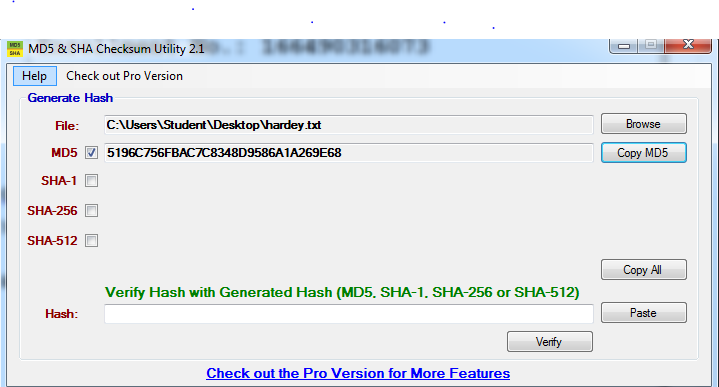 No.: 166490316073
MD5 & SHA Checksum Utility 2.1
Help Check out Pro Version
Generate Hash
File: C:\Users\Student\Desktop\hardey.txt Browse
MD5 5196C756FBAC7C8348D9586A1A269E68 Copy MD5
SHA-1
SHA-256
SHA-512
Copy All
Verify Hash with Generated Hash (MD5, SHA-1, SHA-256 or SHA-512)
Hash: Paste
Verify
Check out the Pro Version for More Features